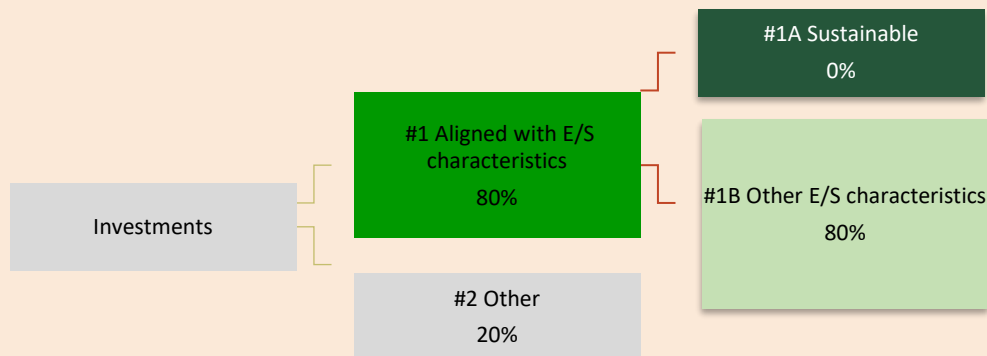 #1A Sustainable
0%
#1 Aligned with E/S
characteristics
80%
#1B Other E/S characteristics
80%
Investments
#2 Other
20%